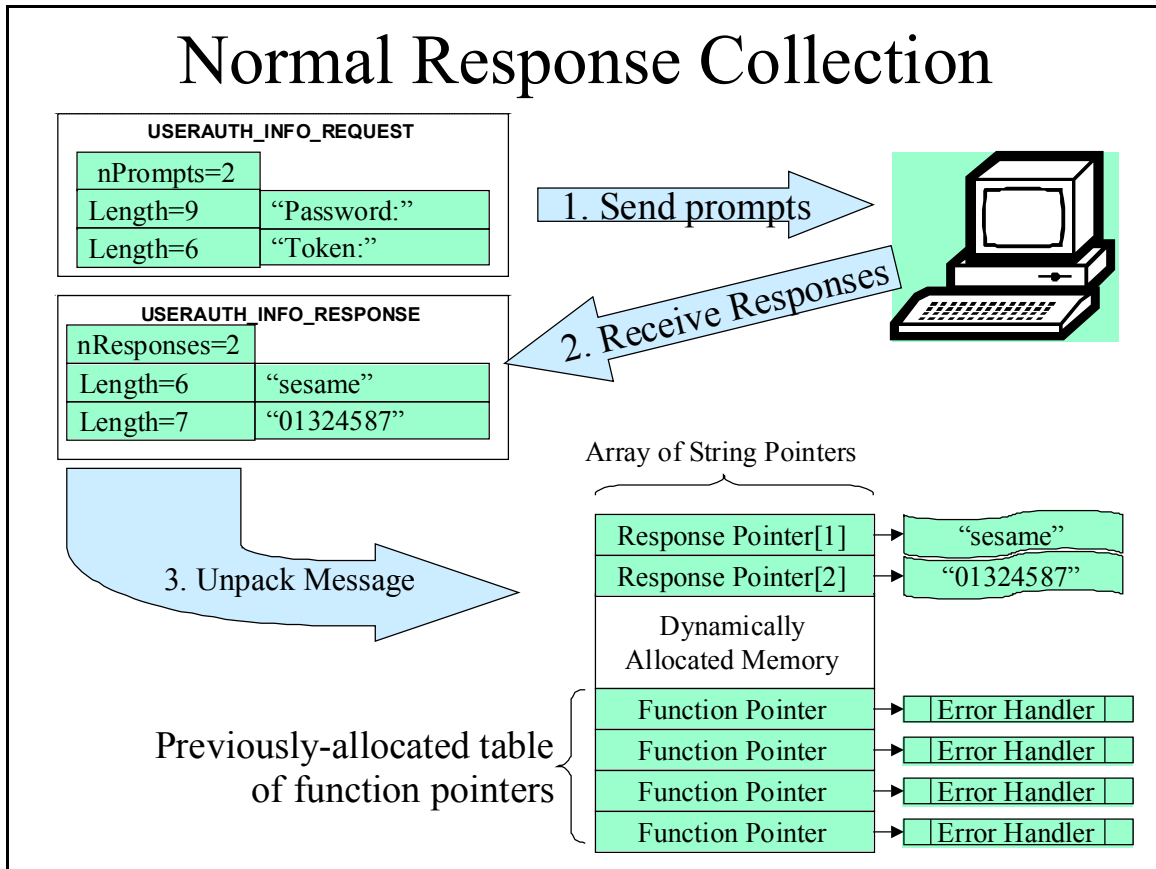 Normal Response Collection
USERAUTH_INFO_REQUEST
nPrompts=2
Length=9 “Password:”
Length=6 “Token:”
1. Send prompts
USERAUTH_INFO_RESPONSE
nResponses=2
Length=6 “sesame”
Length=7 “01324587”
2. Receive Responses
3. Unpack Message
Array of String Pointers
Response Pointer[1] “sesame”
Response Pointer[2] “01324587”
Dynamically
Allocated Memory
Previously-allocated table
of function pointers
Function Pointer Error Handler
Function Pointer Error Handler
Function Pointer Error Handler
Function Pointer Error Handler